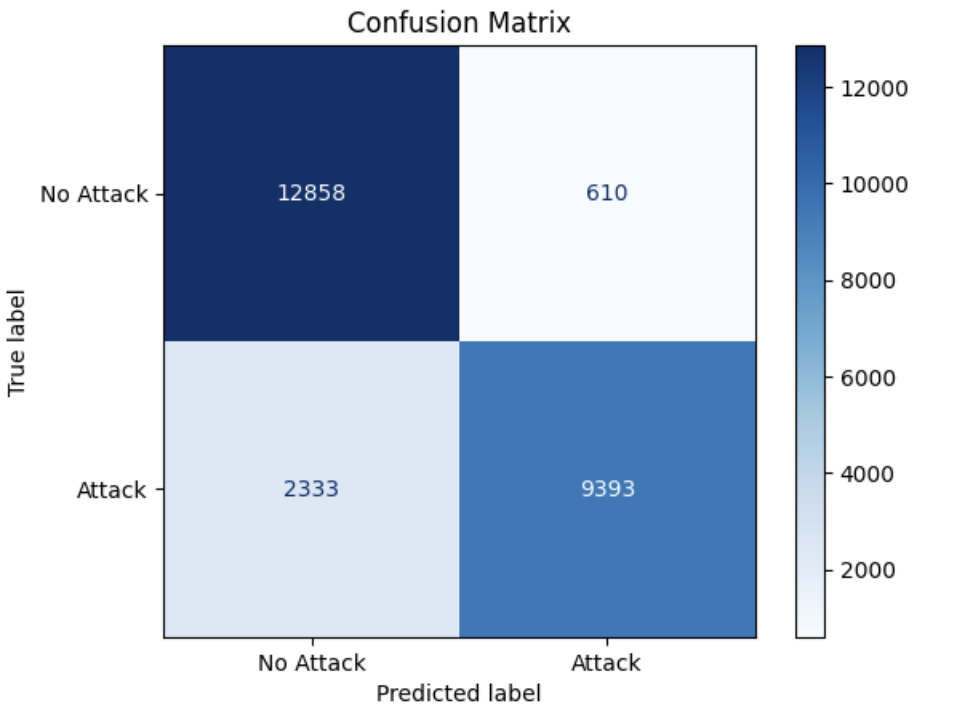 Confusion Matrix
True label
No Attack
Attack
12858
610
2333
9393
No Attack
Attack
Predicted label
12000
10000
8000
6000
4000
2000